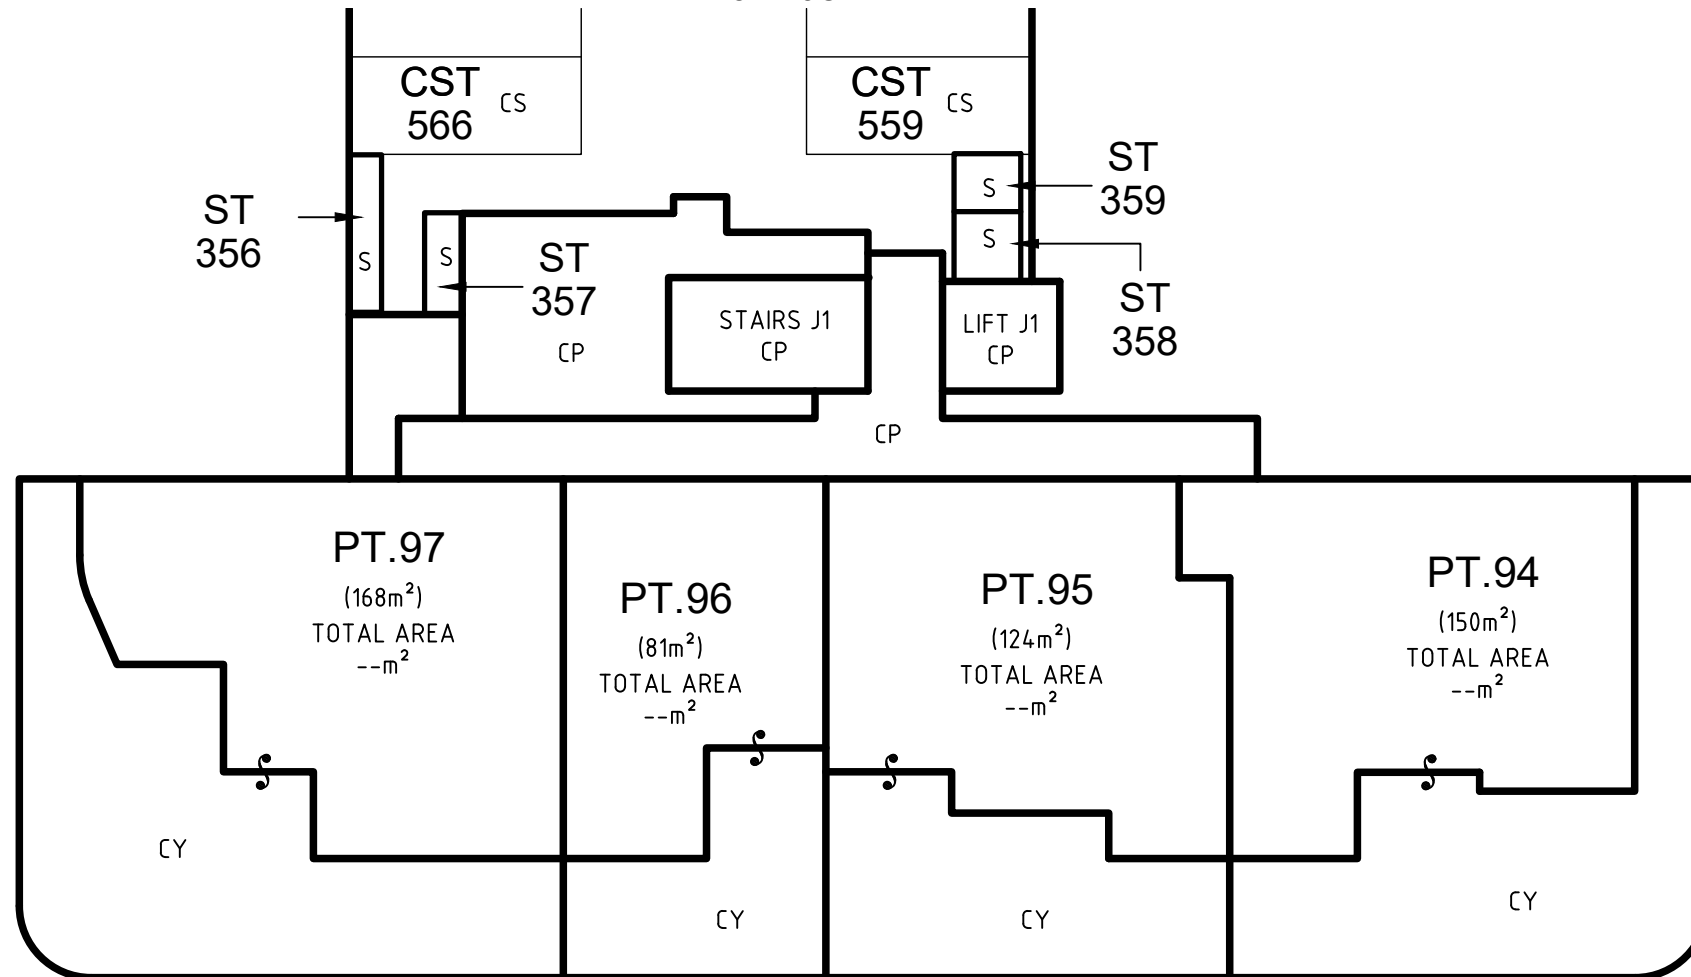 CST
566
CS
CST
559
CS
ST
359
S
ST
356
S
S
ST
357
S
ST
358
STAIRS J1
CP
LIFT J1
CP
CP
CP
PT.97
(168m²)
TOTAL AREA
--m²
PT.96
(81m²)
TOTAL AREA
--m²
PT.95
(124m²)
TOTAL AREA
--m²
PT.94
(150m²)
TOTAL AREA
--m²
CY
CY
CY
CY